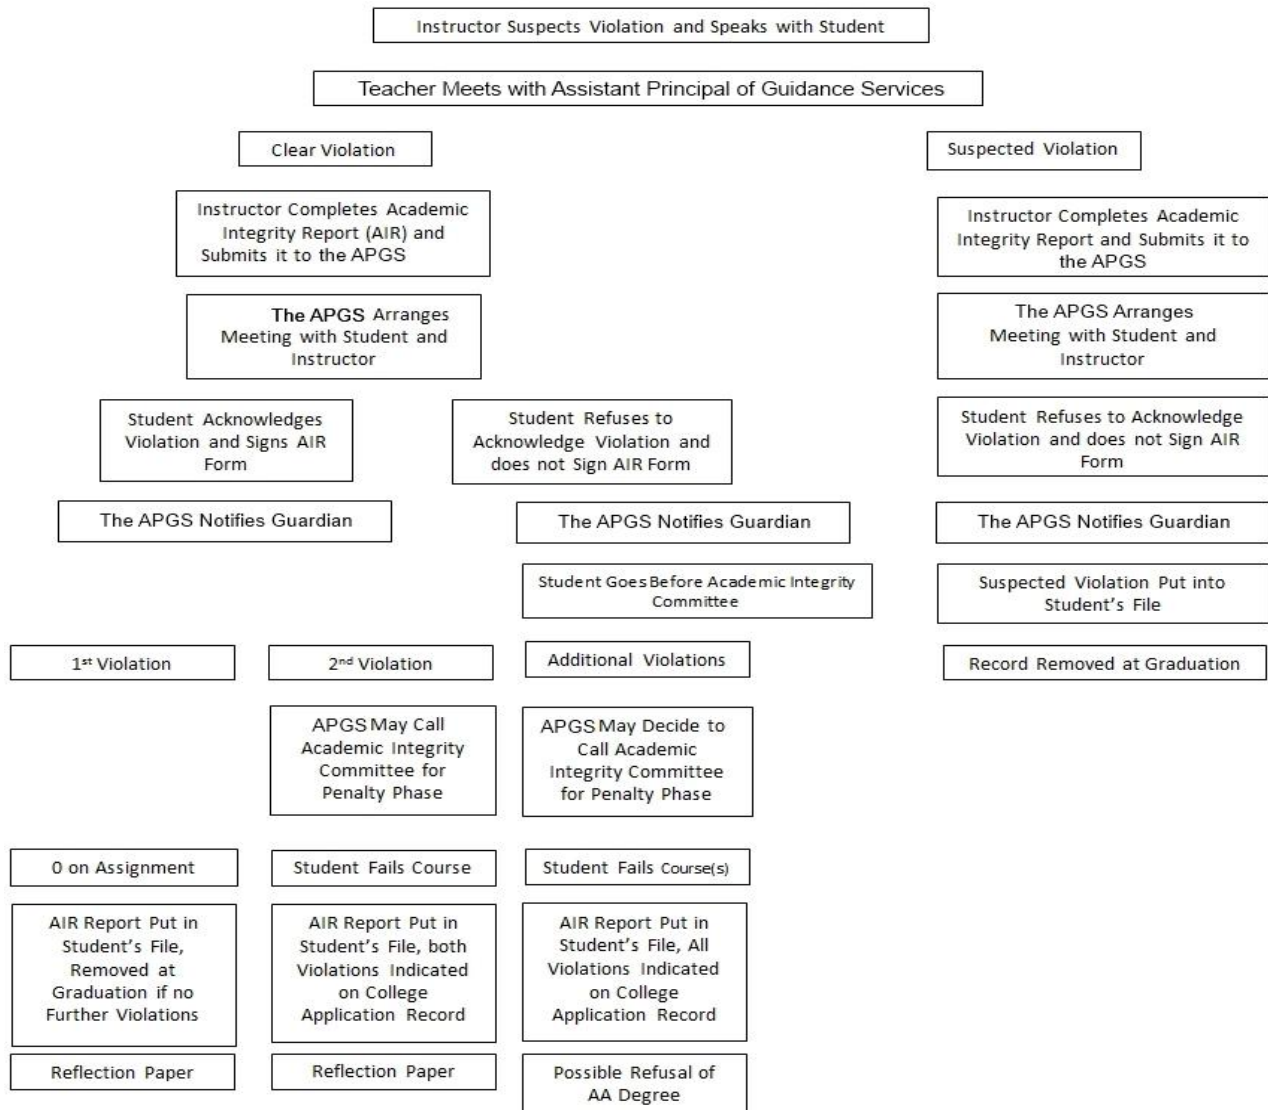 Instructor Suspects Violation and Speaks with Student
Teacher Meets with Assistant Principal of Guidance Services
Clear Violation
Suspected Violation
Instructor Completes Academic
Integrity Report (AIR) and
Submits it to the APGS
Instructor Completes Academic
Integrity Report and Submits it to
the APGS
The APGS Arranges
Meeting with Student and
Instructor
The APGS Arranges
Meeting with Student and
Instructor
Student Acknowledges
Violation and Signs AIR
Form
Student Refuses to
Acknowledge Violation and
does not Sign AIR Form
Student Refuses to Acknowledge
Violation and does not Sign AIR
Form
The APGS Notifies Guardian
The APGS Notifies Guardian
The APGS Notifies Guardian
Student Goes Before Academic Integrity
Committee
Suspected Violation Put into
Student's File
1st Violation
2nd Violation
Additional Violations
Record Removed at Graduation
APGS May Call
Academic Integrity
Committee for
Penalty Phase
APGS May Decide to
Call Academic
Integrity Committee
for Penalty Phase
0 on Assignment
Student Fails Course
Student Fails Course(s)
AIR Report Put in
Student's File,
Removed at
Graduation if no
Further Violations
AIR Report Put in
Student's File, both
Violations Indicated
on College
Application Record
AIR Report Put in
Student's File, All
Violations Indicated
on College
Application Record
Reflection Paper
Reflection Paper
Possible Refusal of
AA Degree